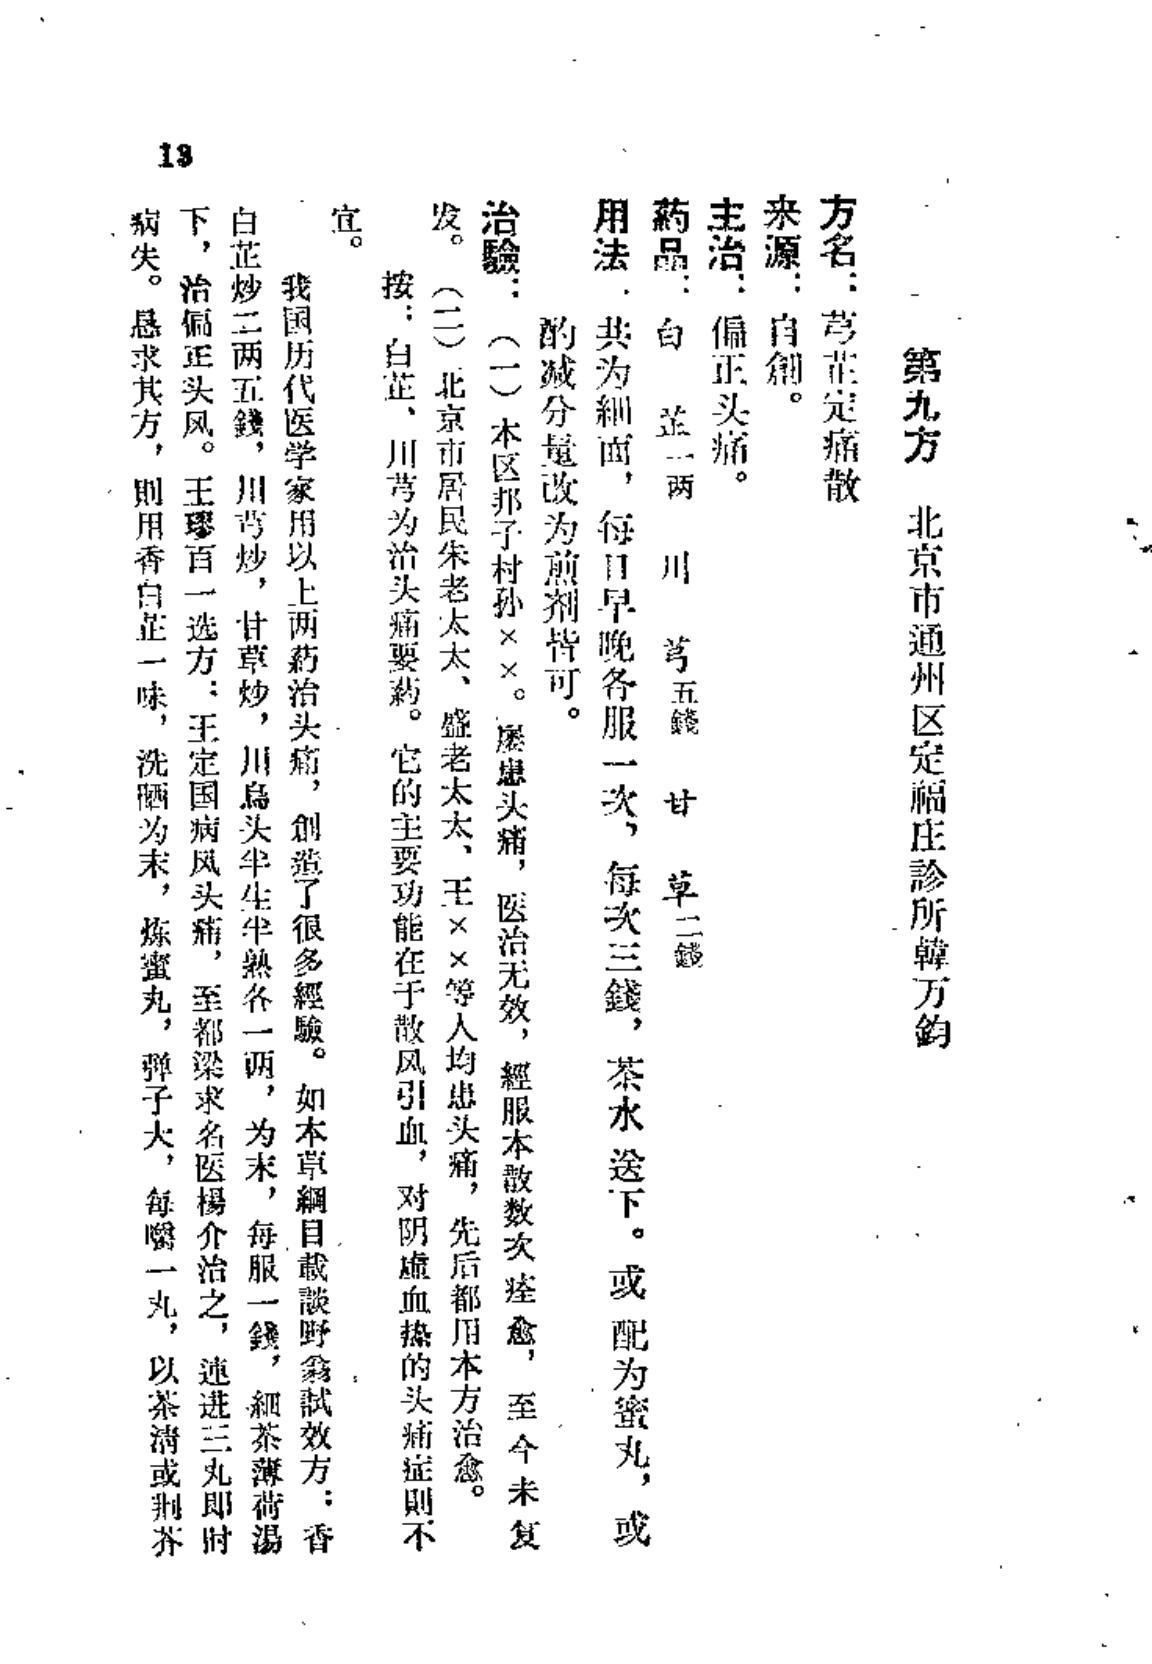 第九方　北京市通州区定福庄診所韓万鈞
方名：芎芷定痛散
来源：自創。
主治：偏正头痛。
药品：白　芷一两　川　芎五錢　甘　草二錢
用法：共为細面，每日早晚各服一次，每次三錢，茶水送下。或配为蜜丸，或
酌减分量改为煎剂皆可。
治驗：（一）本区邦子村孙××。屡患头痛，医治无效，經服本散数次痊愈，至今未复
发。（二）北京市居民朱老太太、盛老太太、王××等人均患头痛，先后都用本方治愈。
按：白芷、川芎为治头痛要药。它的主要功能在于散风引血，对阴虛血热的头痛症則不
宜。
我国历代医学家用以上两药治头痛，創造了很多經驗。如本草綱目載談野翁試效方：香
白芷炒二两五錢，川芎炒，甘草炒，川烏头半生半熟各一两，为末，每服一錢，細茶薄荷湯
下，治偏正头风。王璆百一选方：王定国病风头痛，至都梁求名医楊介治之，連进三丸即时
病失。恳求其方，則用香白芷一味，洗晒为末，炼蜜丸，弹子大，每嚼一丸，以茶清或荆芥
13